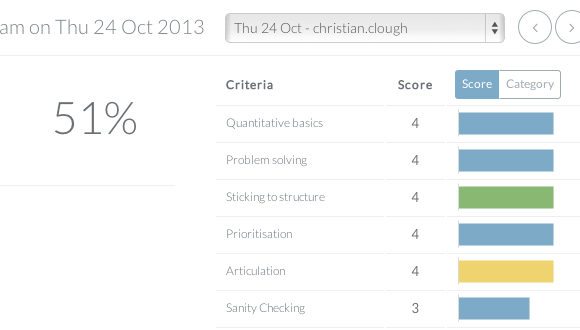 am on Thu 24 Oct 2013
Thu 24 Oct - christian.clough
51%
Criteria Score Score Category
Quantitative basics 4
Problem solving 4
Sticking to structure 4
Prioritisation 4
Articulation 4
Sanity Checking 3